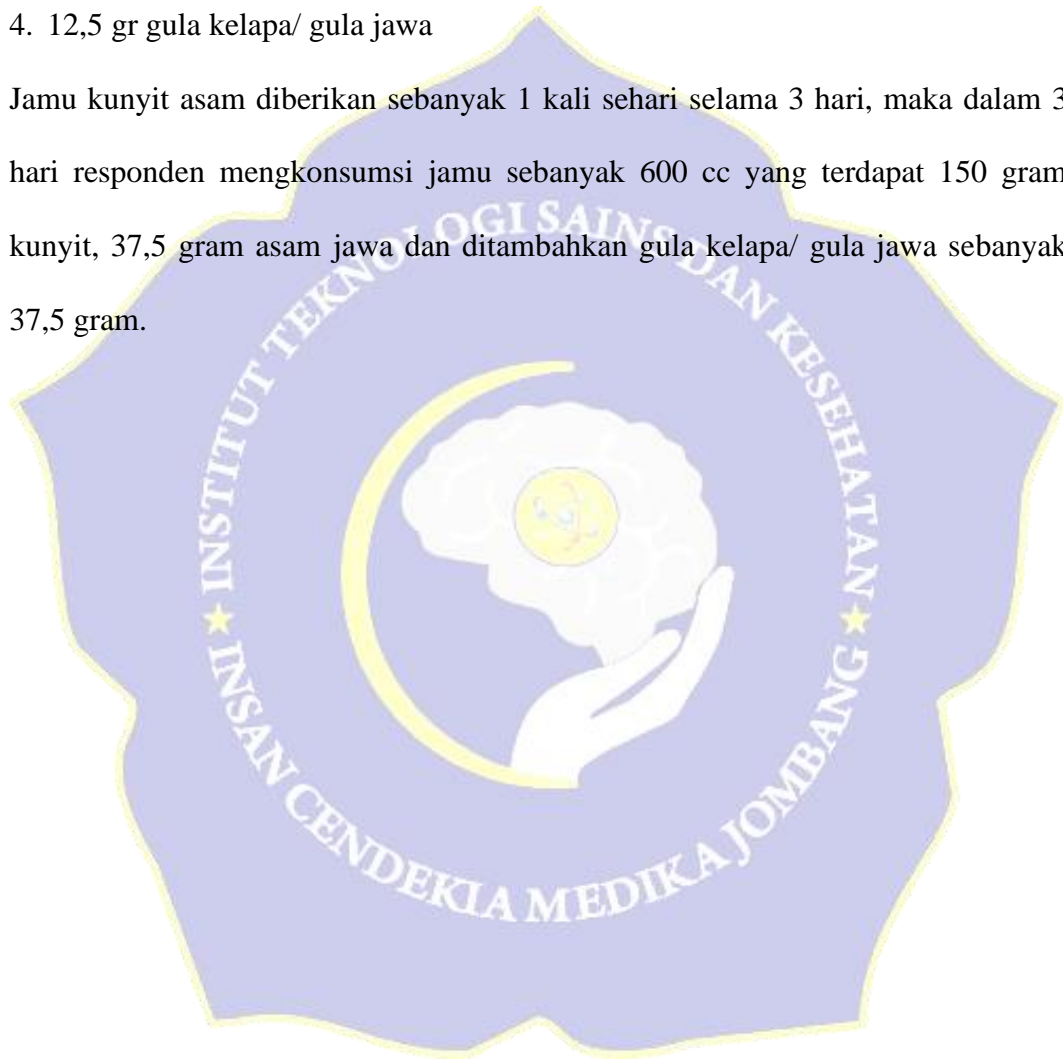 4. 12,5 gr gula kelapa/ gula jawa
Jamu kunyit asam diberikan sebanyak 1 kali sehari selama 3 hari, maka dalam 3
hari responden mengkonsumsi jamu sebanyak 600 cc yang terdapat 150 gram
kunyit, 37,5 gram asam jawa dan ditambahkan gula kelapa/ gula jawa sebanyak
37,5 gram.
INSTITUT TEKNOLOGI SAINS DAN KESEHATAN
INSAN CENDEKIA MEDIKA JOMBANG